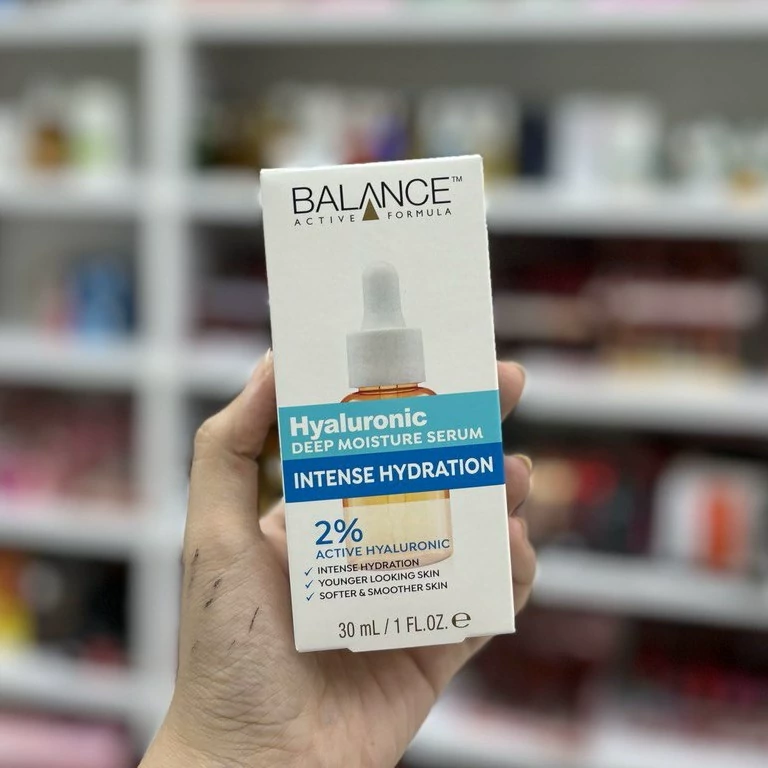 BALANCE™
ACTIVE FORMULA
Hyaluronic
DEEP MOISTURE SERUM
INTENSE HYDRATION
2%
ACTIVE HYALURONIC
✓ INTENSE HYDRATION
✓ YOUNGER LOOKING SKIN
✓ SOFTER & SMOOTHER SKIN
30 mL / 1 FL.OZ. ℮